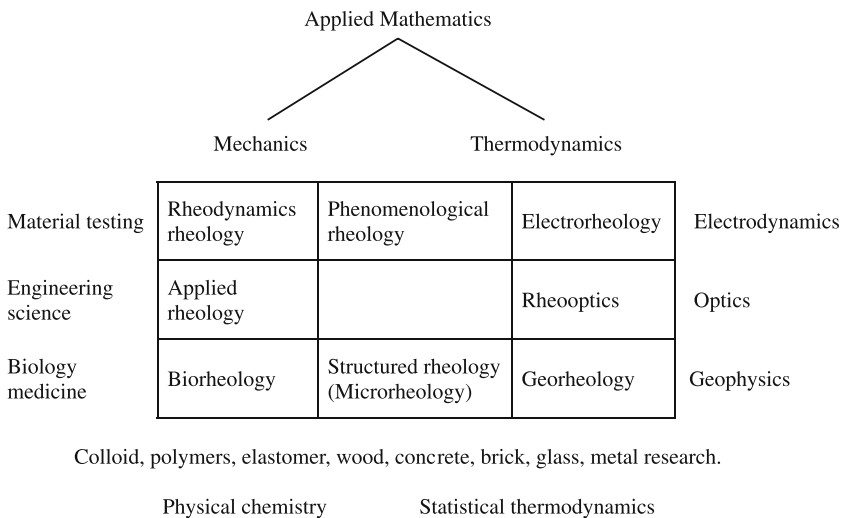 Applied Mathematics
Mechanics
Thermodynamics
Material testing
Rheodynamics
rheology
Phenomenological
rheology
Electrorheology
Electrodynamics
Engineering
science
Applied
rheology
Rheooptics
Optics
Biology
medicine
Biorheology
Structured rheology
(Microrheology)
Georheology
Geophysics
Colloid, polymers, elastomer, wood, concrete, brick, glass, metal research.
Physical chemistry
Statistical thermodynamics